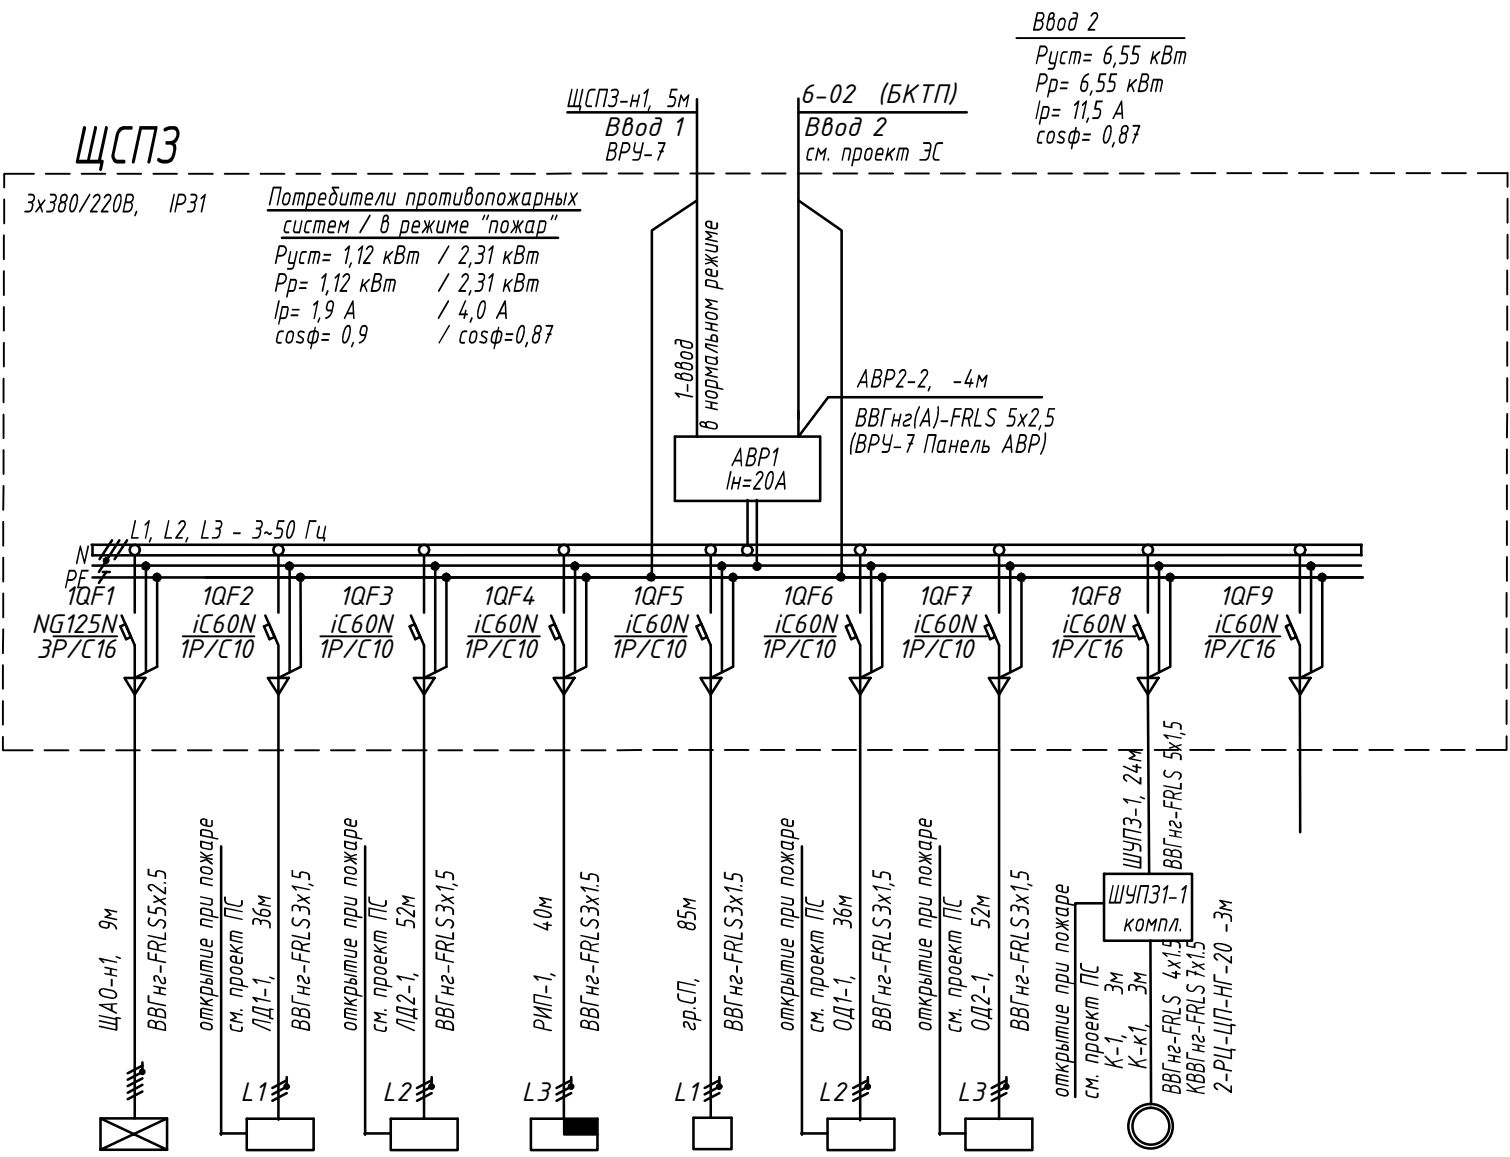 Ввод 2
Руст= 6,55 кВт
Рр= 6,55 кВт
Iр= 11,5 А
cosφ= 0,87
ЩСПЗ-н1, 5м
Ввод 1
ВРУ-7
6-02 (БКТП)
Ввод 2
см. проект ЭС
ЩСПЗ
3х380/220В, IP31
Потребители противопожарных
систем / в режиме "пожар"
Руст= 1,12 кВт / 2,31 кВт
Рр= 1,12 кВт / 2,31 кВт
Iр= 1,9 А / 4,0 А
cosφ= 0,9 / cosφ=0,87
1-ввод
в нормальном режиме
АВР2-2, -4м
ВВГнг(А)-FRLS 5х2,5
(ВРУ-7 Панель АВР)
АВР1
Iн=20А
L1, L2, L3 - 3~50 Гц
N
PE
1QF1
NG125N
3P/C16
1QF2
iC60N
1P/C10
1QF3
iC60N
1P/C10
1QF4
iC60N
1P/C10
1QF5
iC60N
1P/C10
1QF6
iC60N
1P/C10
1QF7
iC60N
1P/C10
1QF8
iC60N
1P/C16
1QF9
iC60N
1P/C16
ЩАО-н1, 9м
ВВГнг-FRLS5х2.5
открытие при пожаре
см. проект ПС
ЛД1-1, 36м
ВВГнг-FRLS3х1,5
L1
открытие при пожаре
см. проект ПС
ЛД2-1, 52м
ВВГнг-FRLS3х1,5
L2
РИП-1, 40м
ВВГнг-FRLS3х1.5
L3
гр.СП, 85м
ВВГнг-FRLS3х1.5
L1
открытие при пожаре
см. проект ПС
ОД1-1, 36м
ВВГнг-FRLS3х1,5
L2
открытие при пожаре
см. проект ПС
ОД2-1, 52м
ВВГнг-FRLS3х1,5
L3
ШУПЗ-1, 24м
ВВГнг-FRLS 5х1,5
ШУПЗ1-1
компл.
открытие при пожаре
см. проект ПС
К-1, 3м
К-к1, 3м
ВВГнг-FRLS 4х1.5
КВВГнг-FRLS 7х1.5
2-РЦ-ЦП-НГ-20 -3м